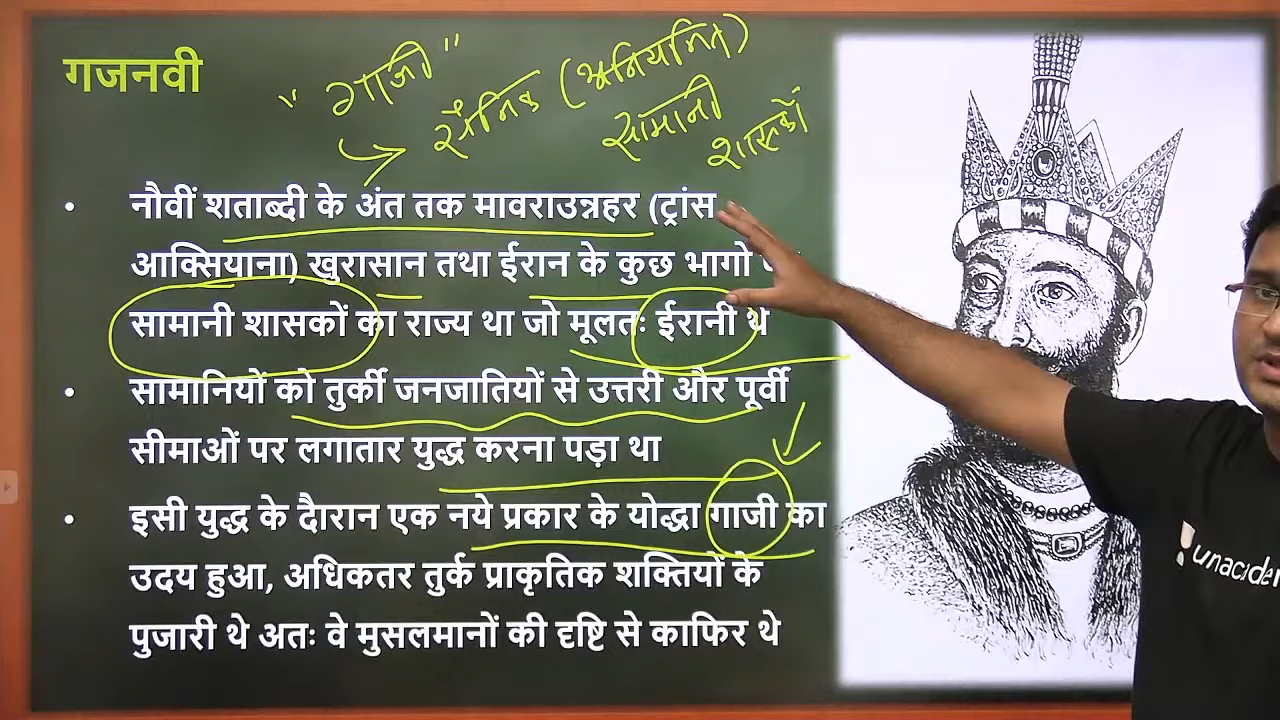 गजनवी
" गाजी "
सैनिक (अनियमित)
सामानी
शासकों
• नौवीं शताब्दी के अंत तक मावराउन्नहर (ट्रांस
आक्सियाना) खुरासान तथा ईरान के कुछ भागो
सामानी शासकों का राज्य था जो मूलतः ईरानी थे
• सामानियों को तुर्की जनजातियों से उत्तरी और पूर्वी
सीमाओं पर लगातार युद्ध करना पड़ा था
• इसी युद्ध के दौरान एक नये प्रकार के योद्धा गाजी का
उदय हुआ, अधिकतर तुर्क प्राकृतिक शक्तियों के
पुजारी थे अतः वे मुसलमानों की दृष्टि से काफिर थे